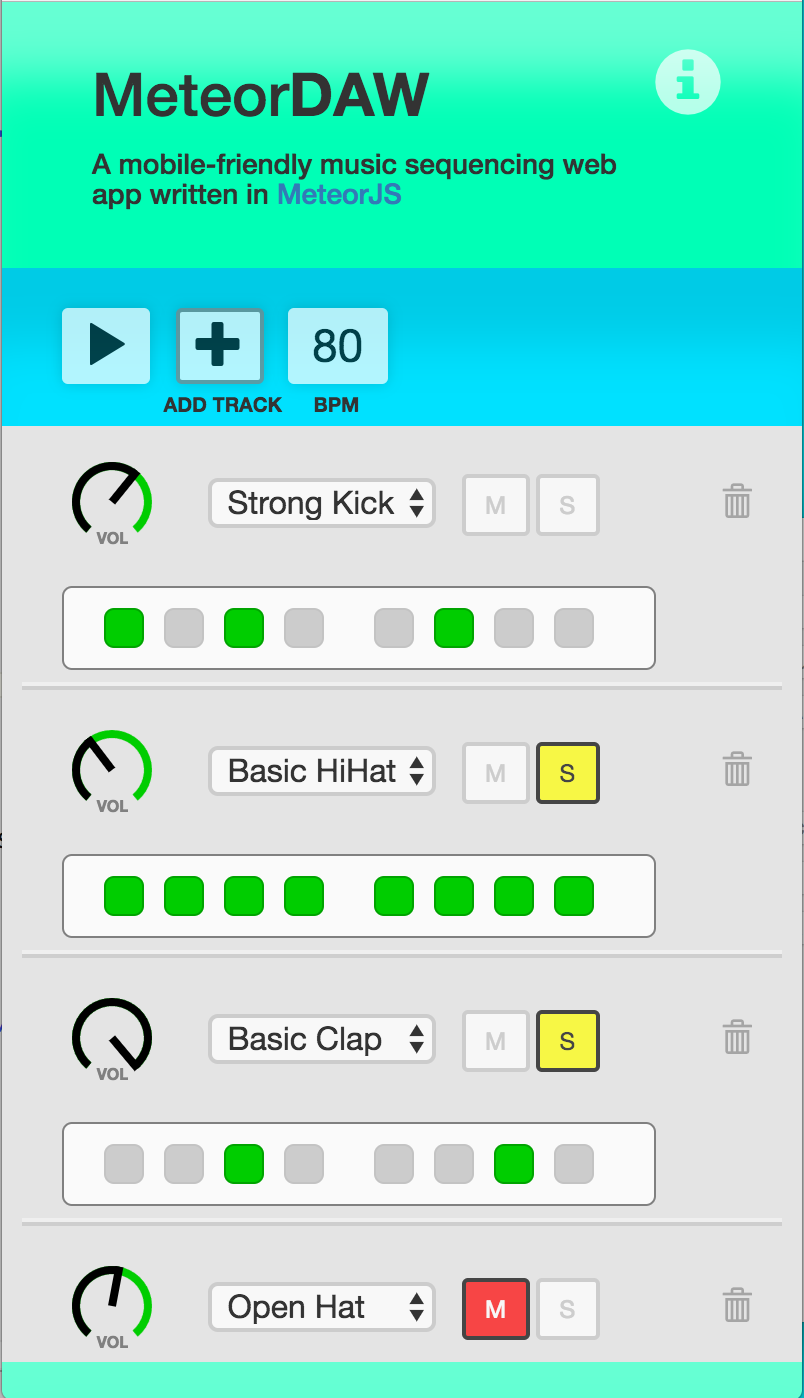 MeteorDAW
A mobile-friendly music sequencing web
app written in MeteorJS
80
ADD TRACK BPM
Strong Kick M S
VOL
Basic HiHat M S
VOL
Basic Clap M S
VOL
Open Hat M S
VOL